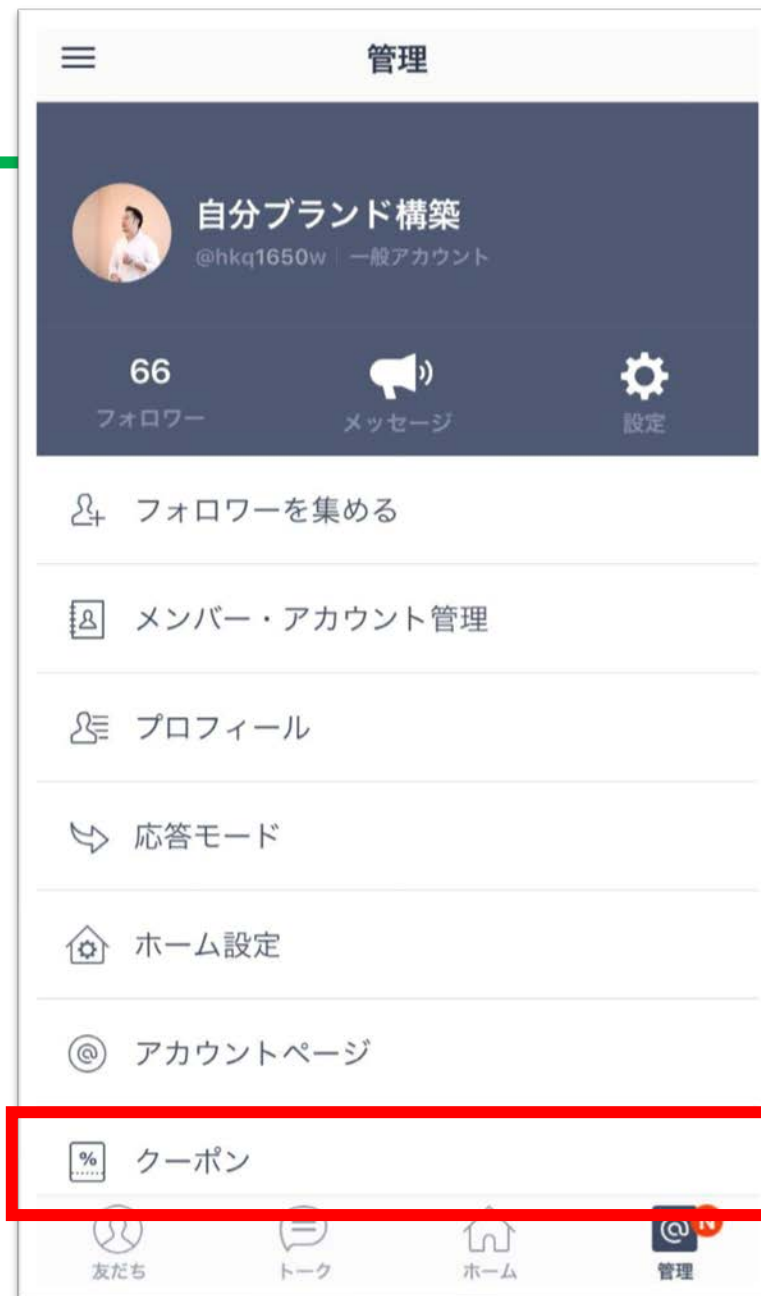 管理
自分ブランド構築
@hkq1650w 一般アカウント
66
フォロワー
メッセージ
設定
フォロワーを集める
メンバー・アカウント管理
プロフィール
応答モード
ホーム設定
@ アカウントページ
% クーポン
@ N
友だち トーク ホーム 管理